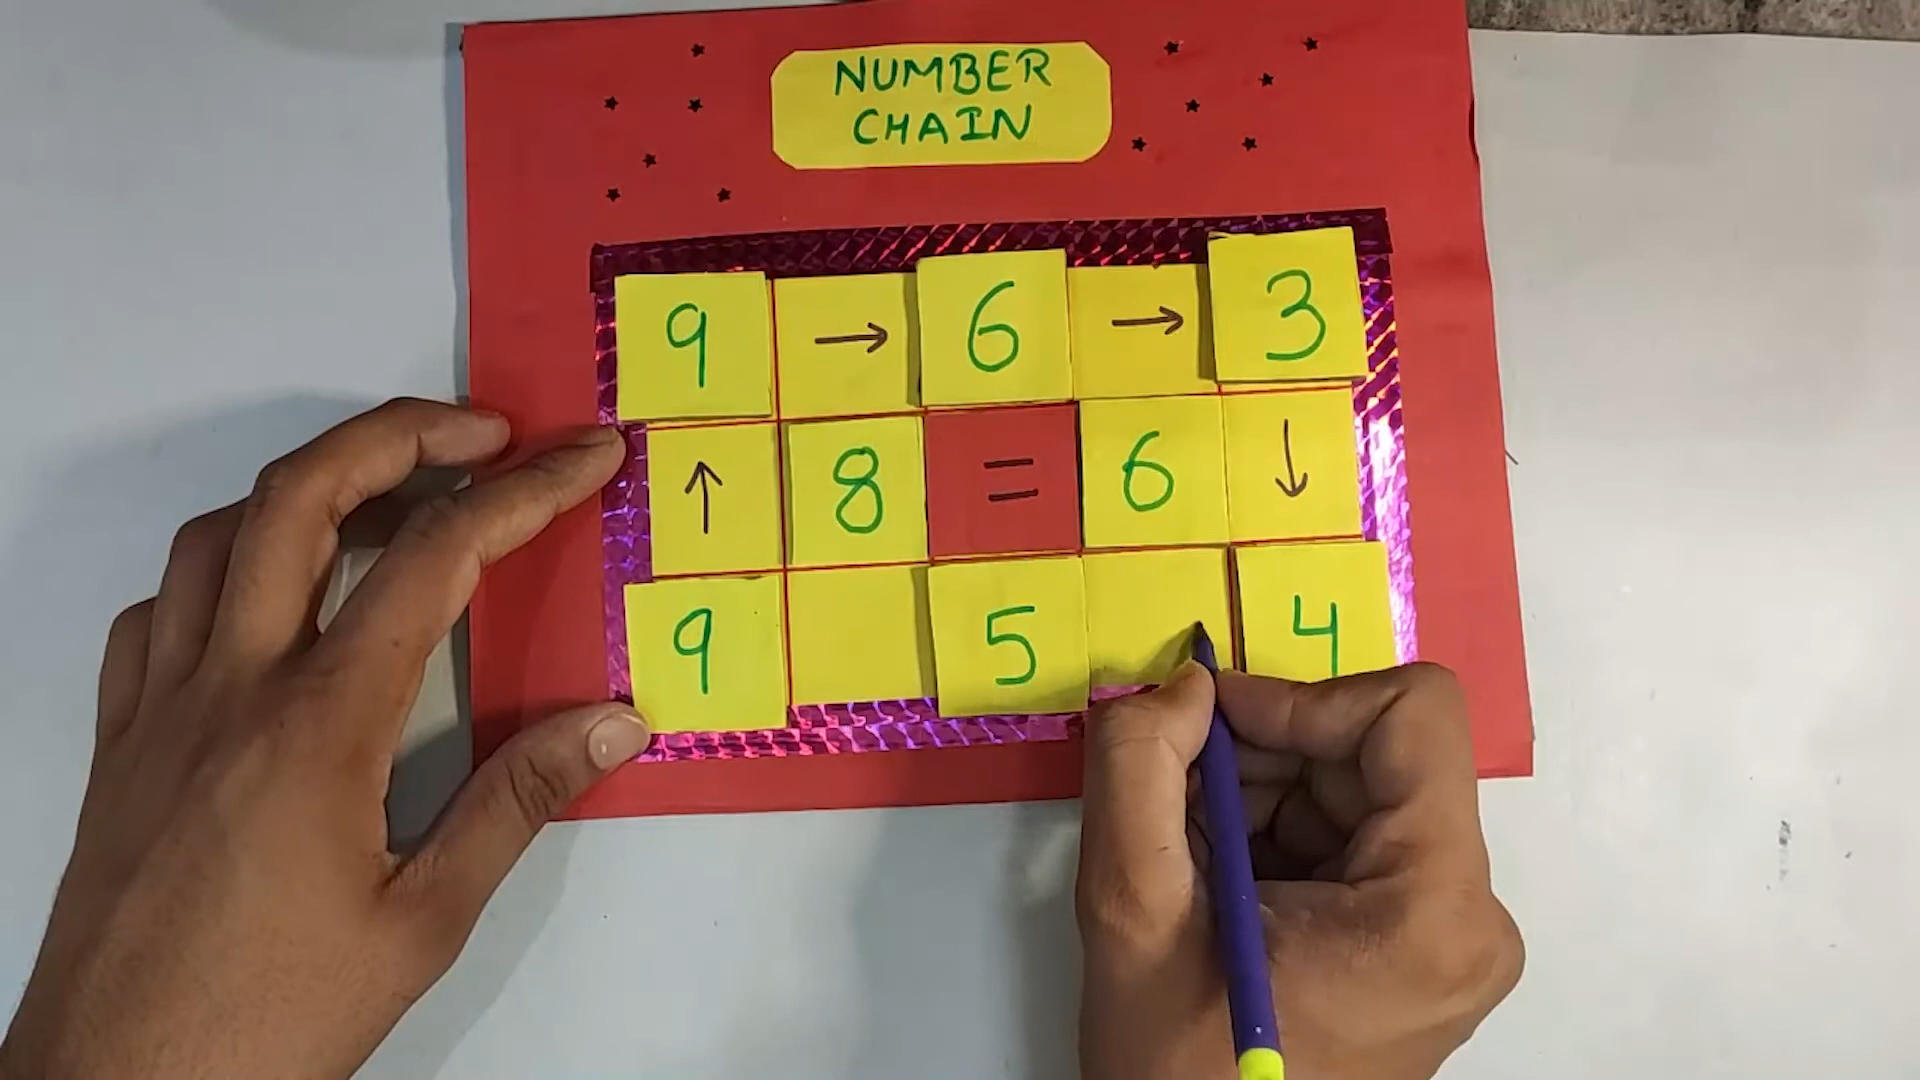 NUMBER
CHAIN
9 → 6 → 3
↑ 8 = 6 ↓
9 5 4